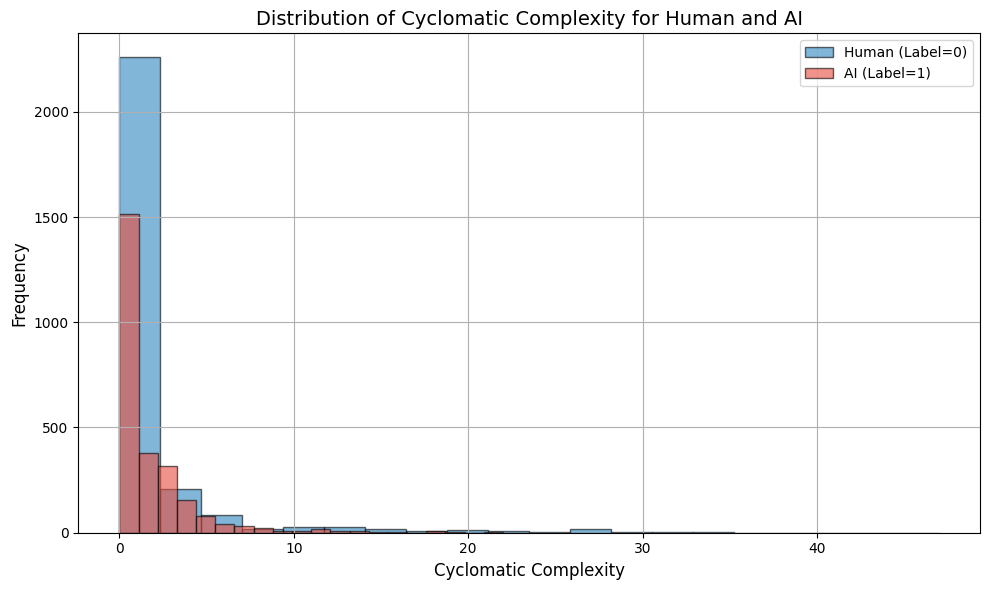 Distribution of Cyclomatic Complexity for Human and AI
Human (Label=0)
AI (Label=1)
Frequency
2000
1500
1000
500
0
0 10 20 30 40
Cyclomatic Complexity